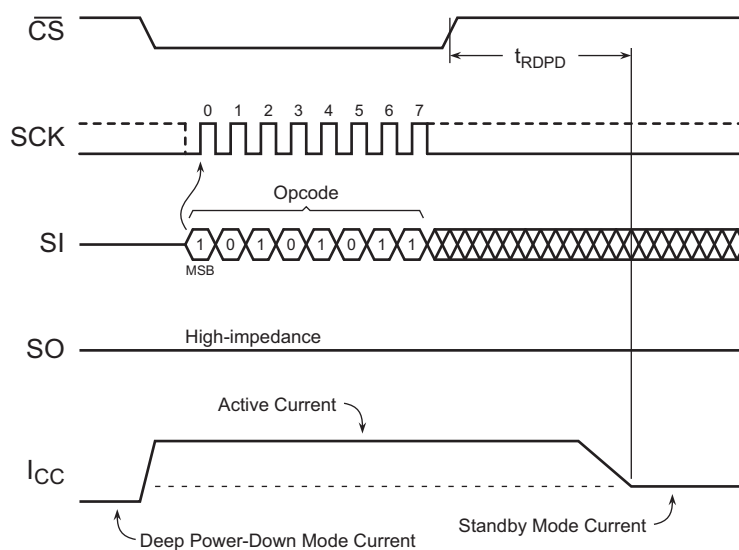 CS
tRDPD
0 1 2 3 4 5 6 7
SCK
Opcode
SI
1 0 1 0 1 0 1 1
MSB
High-impedance
SO
Active Current
ICC
Standby Mode Current
Deep Power-Down Mode Current